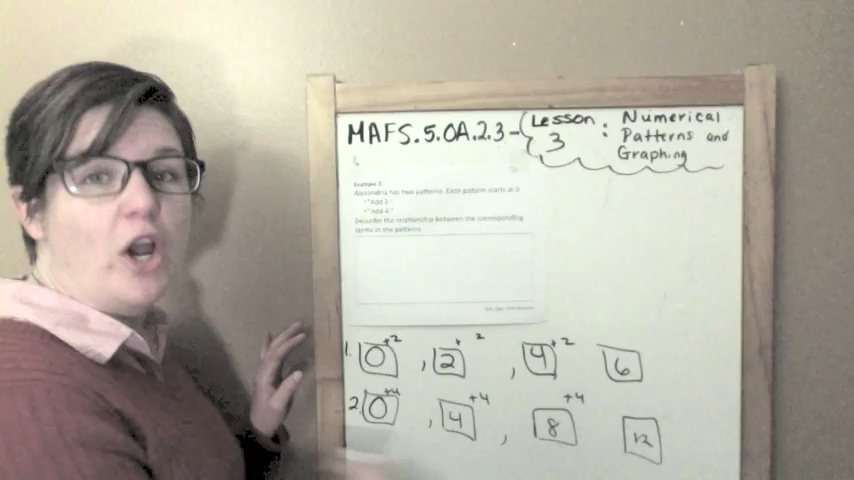 MAFS.5.OA.2.3 - Lesson 3 : Numerical
Patterns and
Graphing
Example 2:
Alexandria has two patterns. Each pattern starts at 0.
"Add 2."
"Add 4."
Describe the relationship between the corresponding
terms in the patterns
+2 +2 +2
1. 0 , 2 , 4 6
+4 +4 +4
2. 0 , 4 , 8 12